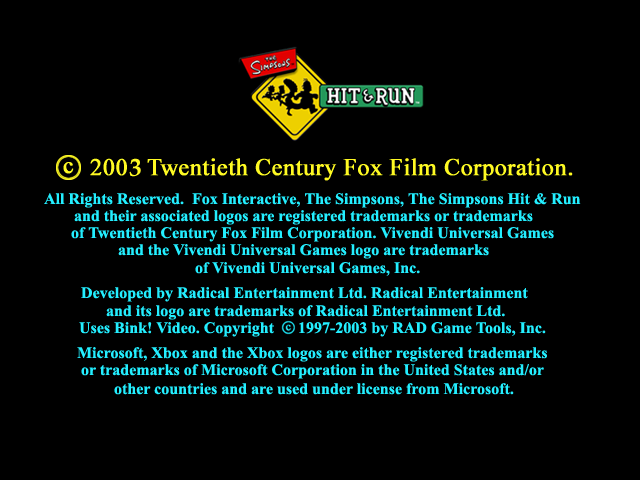 THE
SIMPSONS
HIT & RUN™
© 2003 Twentieth Century Fox Film Corporation.
All Rights Reserved. Fox Interactive, The Simpsons, The Simpsons Hit & Run
and their associated logos are registered trademarks or trademarks
of Twentieth Century Fox Film Corporation. Vivendi Universal Games
and the Vivendi Universal Games logo are trademarks
of Vivendi Universal Games, Inc.
Developed by Radical Entertainment Ltd. Radical Entertainment
and its logo are trademarks of Radical Entertainment Ltd.
Uses Bink! Video. Copyright © 1997-2003 by RAD Game Tools, Inc.
Microsoft, Xbox and the Xbox logos are either registered trademarks
or trademarks of Microsoft Corporation in the United States and/or
other countries and are used under license from Microsoft.